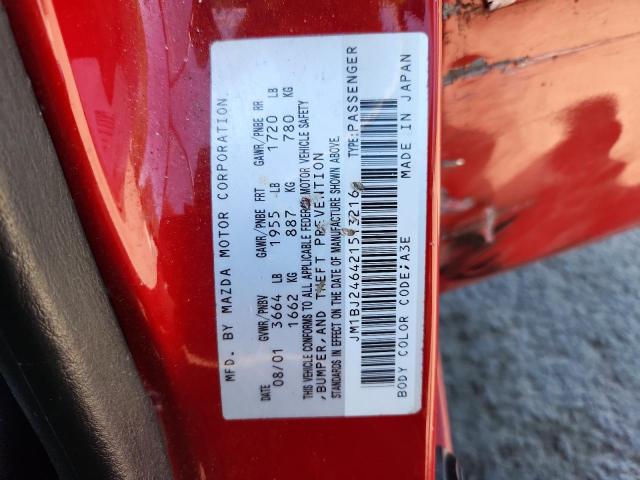 MFD. BY MAZDA MOTOR CORPORATION
DATE GVWR/PNBV GAWR/PNBE FRT GAWR/PNBE RR
08/01 3664 LB 1955 LB 1720 LB
1662 KG 887 KG 780 KG
THIS VEHICLE CONFORMS TO ALL APPLICABLE FEDERAL MOTOR VEHICLE SAFETY
,BUMPER,AND THEFT PREVENTION
STANDARDS IN EFFECT ON THE DATE OF MANUFACTURE SHOWN ABOVE.
TYPE:PASSENGER
BODY COLOR CODE;A3E MADE IN JAPAN